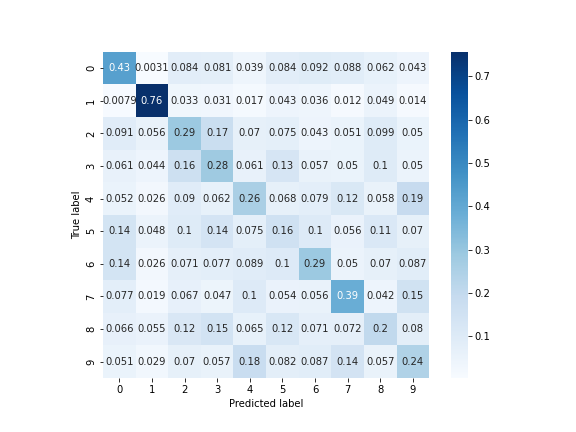 0 0.43 0.0031 0.084 0.081 0.039 0.084 0.092 0.088 0.062 0.043
1 0.0079 0.76 0.033 0.031 0.017 0.043 0.036 0.012 0.049 0.014
2 0.091 0.056 0.29 0.17 0.07 0.075 0.043 0.051 0.099 0.05
3 0.061 0.044 0.16 0.28 0.061 0.13 0.057 0.05 0.1 0.05
4 0.052 0.026 0.09 0.062 0.26 0.068 0.079 0.12 0.058 0.19
5 0.14 0.048 0.1 0.14 0.075 0.16 0.1 0.056 0.11 0.07
6 0.14 0.026 0.071 0.077 0.089 0.1 0.29 0.05 0.07 0.087
7 0.077 0.019 0.067 0.047 0.1 0.054 0.056 0.39 0.042 0.15
8 0.066 0.055 0.12 0.15 0.065 0.12 0.071 0.072 0.2 0.08
9 0.051 0.029 0.07 0.057 0.18 0.082 0.087 0.14 0.057 0.24
0 1 2 3 4 5 6 7 8 9
Predicted label
True label
0.7
0.6
0.5
0.4
0.3
0.2
0.1